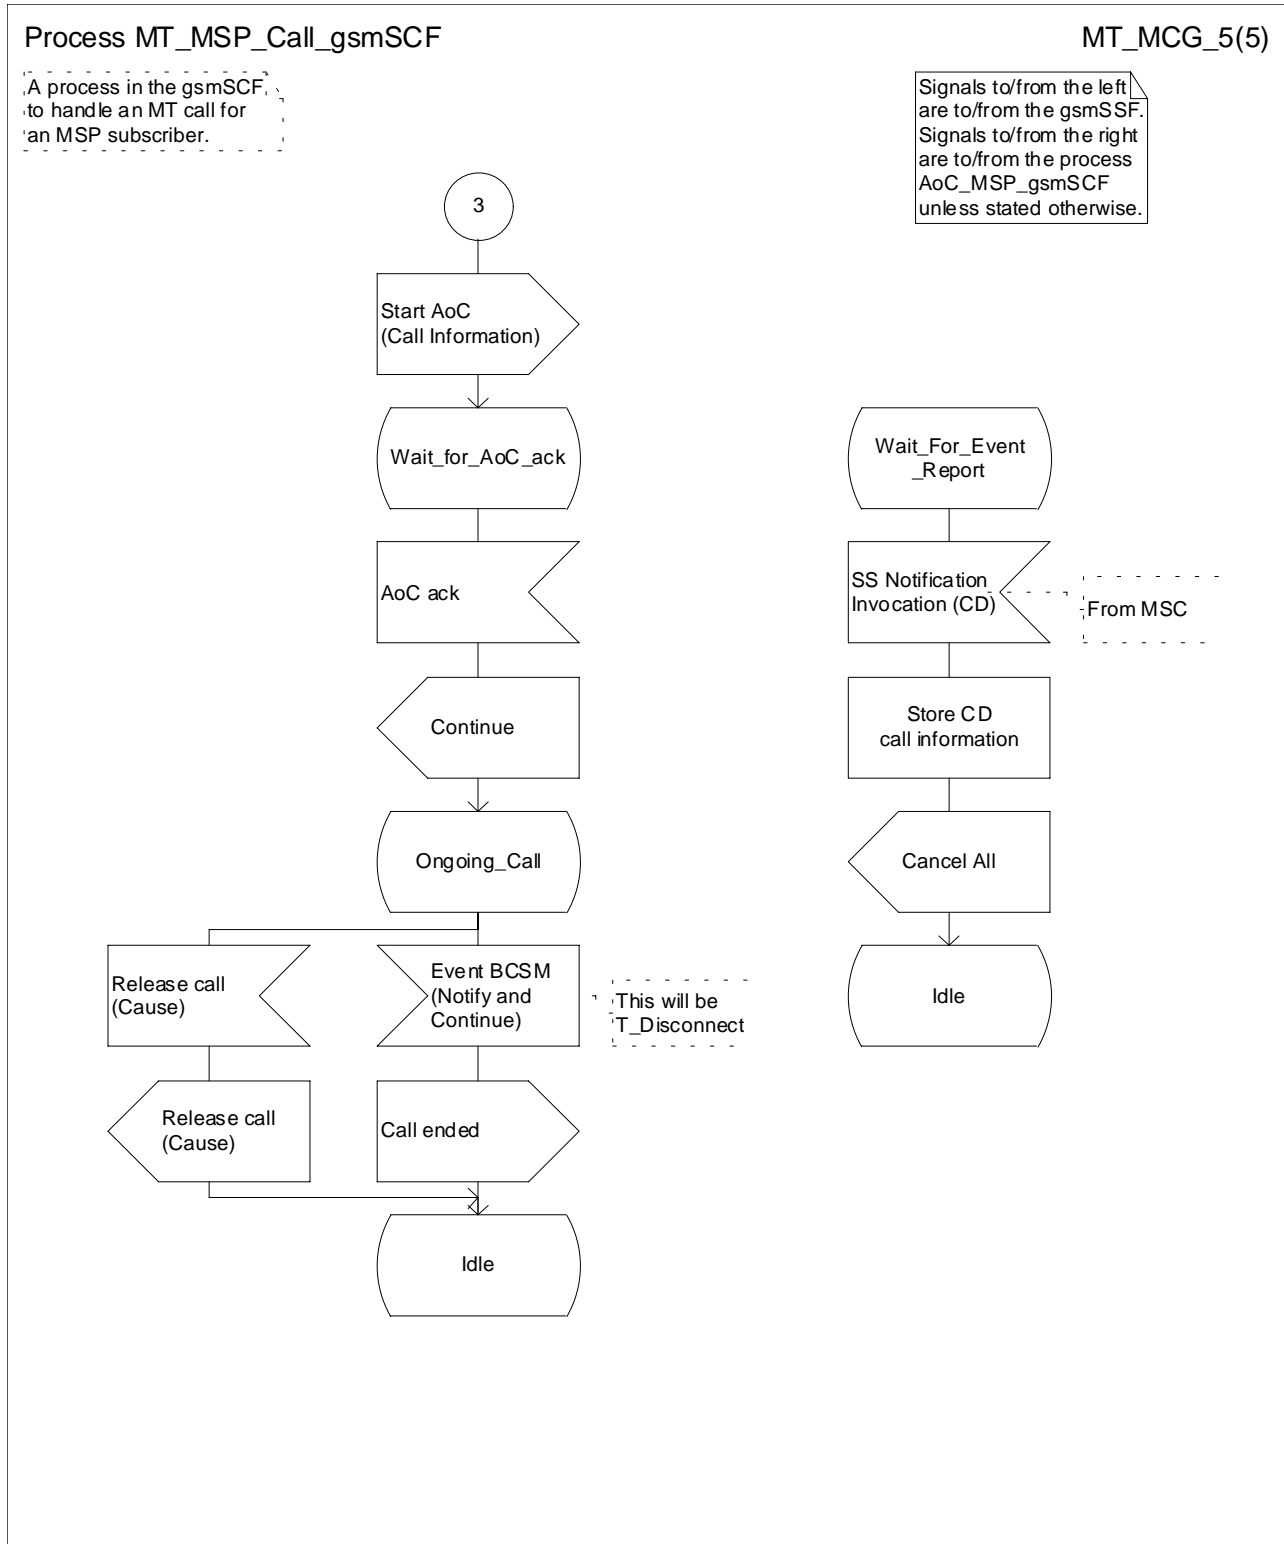 Process MT_MSP_Call_gsmSCF
MT_MCG_5(5)
A process in the gsmSCF
to handle an MT call for
an MSP subscriber.
Signals to/from the left
are to/from the gsmSSF.
Signals to/from the right
are to/from the process
AoC_MSP_gsmSCF
unless stated otherwise.
3
Start AoC
(Call Information)
Wait_for_AoC_ack
AoC ack
Continue
Ongoing_Call
Release call
(Cause)
Event BCSM
(Notify and
Continue)
This will be
T_Disconnect
Release call
(Cause)
Call ended
Idle
Wait_For_Event
_Report
SS Notification
Invocation (CD)
From MSC
Store CD
call information
Cancel All
Idle